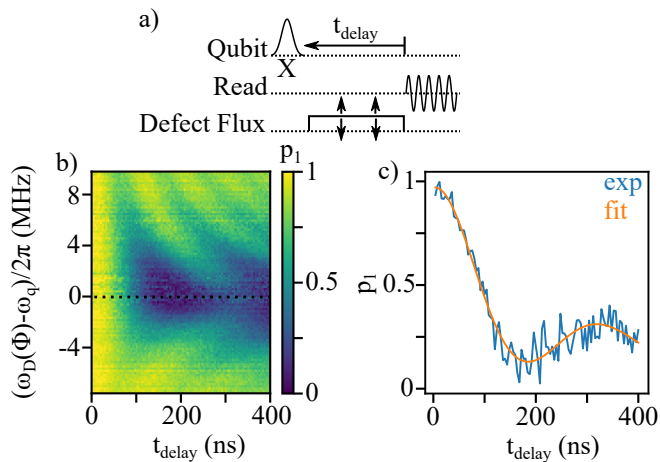 a)
t_delay
Qubit
X
Read
Defect Flux
b)
p_1
c)
(ω_D(Φ)-ω_q)/2π (MHz)
8
4
0
-4
0
200
400
t_delay (ns)
1
0.5
0
exp
fit
p_1
1
0.5
0
0
200
400
t_delay (ns)